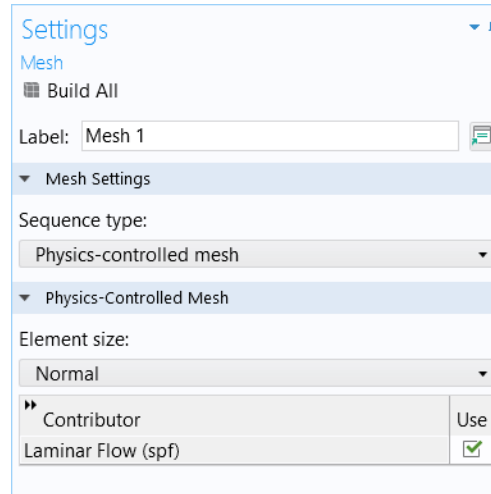 Settings
Mesh
Build All
Label: Mesh 1
Mesh Settings
Sequence type:
Physics-controlled mesh
Physics-Controlled Mesh
Element size:
Normal
Contributor Use
Laminar Flow (spf)